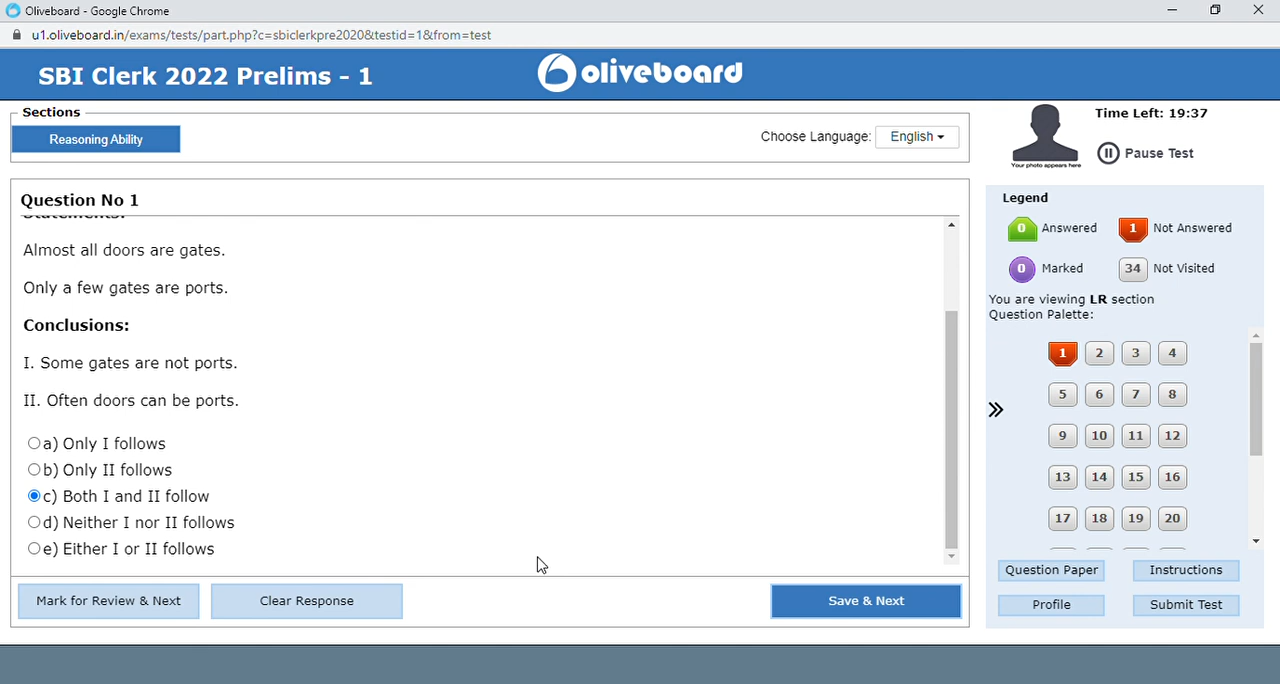 Oliveboard - Google Chrome
u1.oliveboard.in/exams/tests/part.php?c=sbiclerkpre2020&testid=1&from=test
SBI Clerk 2022 Prelims - 1
oliveboard
Sections
Reasoning Ability
Choose Language: English
Time Left: 19:37
Your photo appears here
Pause Test
Question No 1
Statements:
Almost all doors are gates.
Only a few gates are ports.
Conclusions:
I. Some gates are not ports.
II. Often doors can be ports.
a) Only I follows
b) Only II follows
c) Both I and II follow
d) Neither I nor II follows
e) Either I or II follows
Mark for Review & Next
Clear Response
Save & Next
Legend
0 Answered
1 Not Answered
0 Marked
34 Not Visited
You are viewing LR section
Question Palette:
1 2 3 4
5 6 7 8
9 10 11 12
13 14 15 16
17 18 19 20
Question Paper
Instructions
Profile
Submit Test